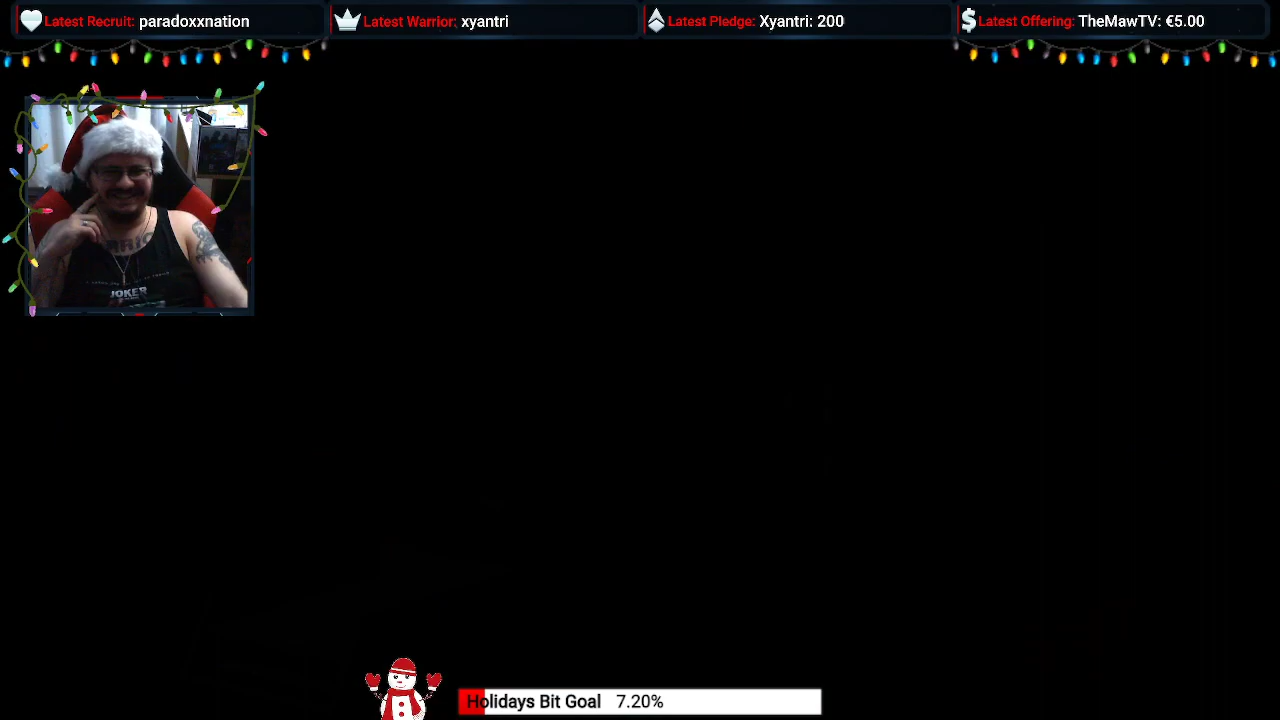 Latest Recruit: paradoxxnation
Latest Warrior: xyantri
Latest Pledge: Xyantri: 200
Latest Offering: TheMawTV: €5.00
JOKER
Holidays Bit Goal 7.20%